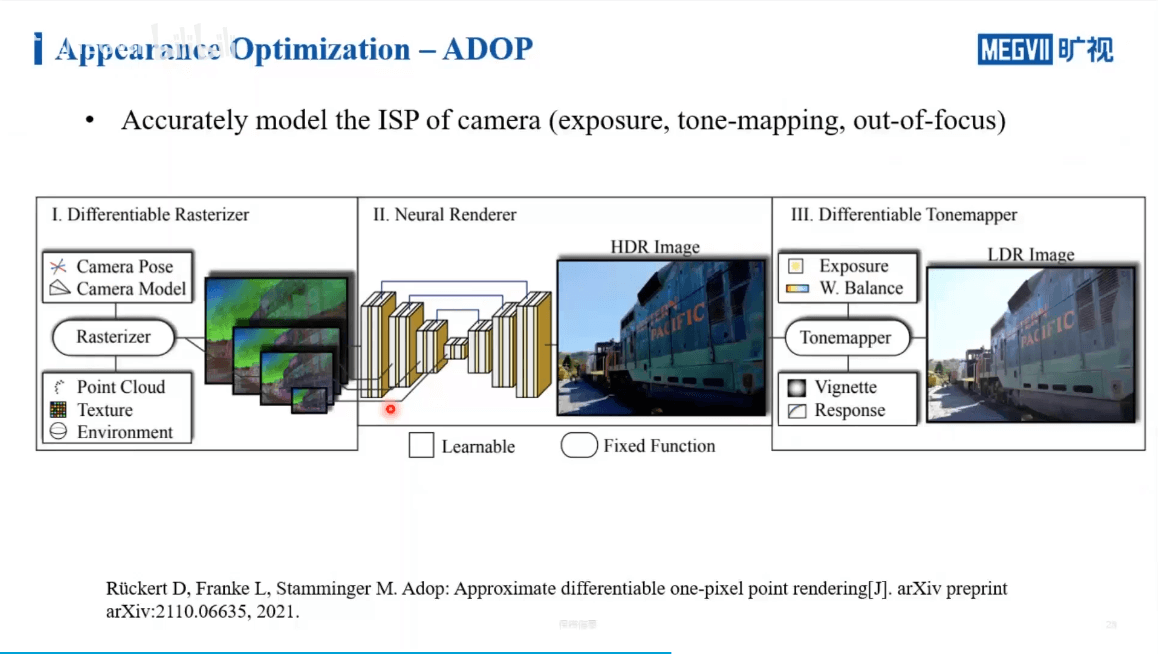 Appearance Optimization – ADOP
MEGVII 旷视
• Accurately model the ISP of camera (exposure, tone-mapping, out-of-focus)
I. Differentiable Rasterizer
Camera Pose
Camera Model
Rasterizer
Point Cloud
Texture
Environment
II. Neural Renderer
HDR Image
WESTERN
PACIFIC
Learnable
Fixed Function
III. Differentiable Tonemapper
Exposure
W. Balance
Tonemapper
Vignette
Response
LDR Image
PACIFIC
Rückert D, Franke L, Stamminger M. Adop: Approximate differentiable one-pixel point rendering[J]. arXiv preprint
arXiv:2110.06635, 2021.